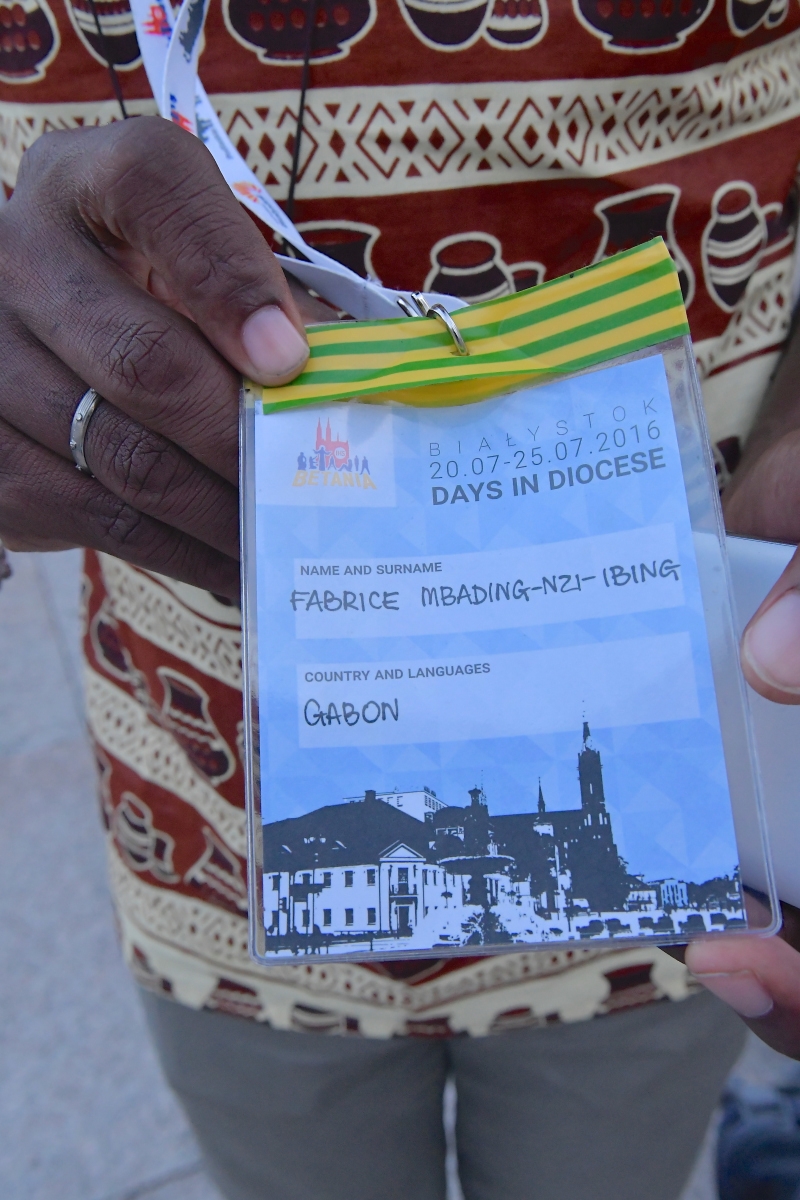 BETANIA
BIAŁYSTOK
20.07-25.07.2016
DAYS IN DIOCESE
NAME AND SURNAME
FABRICE MBADING-NZI-IBING
COUNTRY AND LANGUAGES
GABON